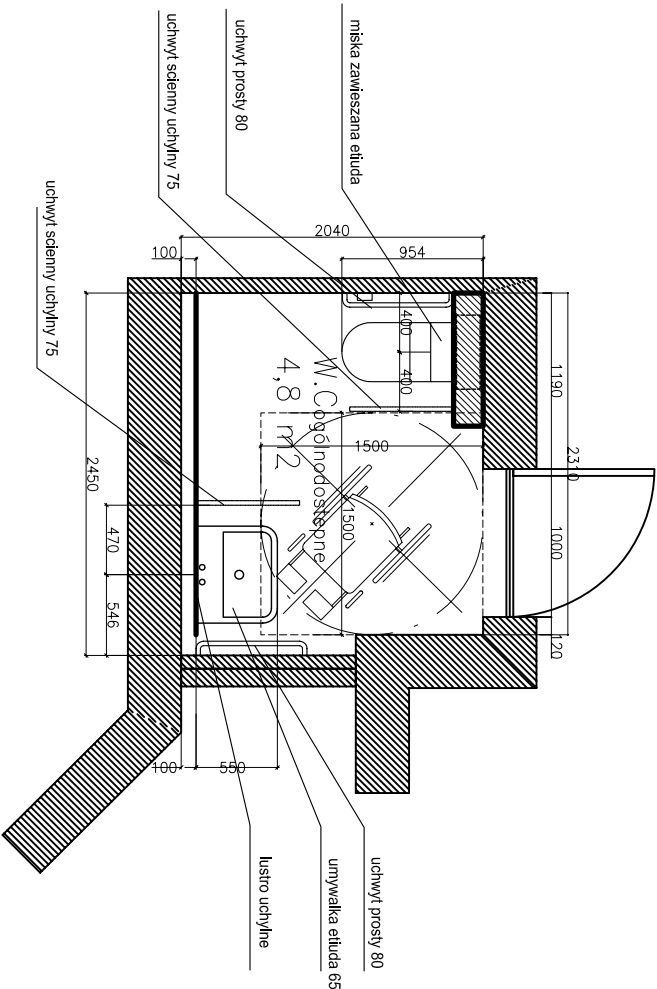 miska zawieszana etiuda
uchwyt prosty 80
uchwyt scienny uchylny 75
uchwyt scienny uchylny 75
2040
954
100
400
400
1190
2310
1000
120
1500
1500
W.Cogólnodostępne
4,8 m2
2450
470
546
100
550
uchwyt prosty 80
umywalka etiuda 65
lustro uchylne